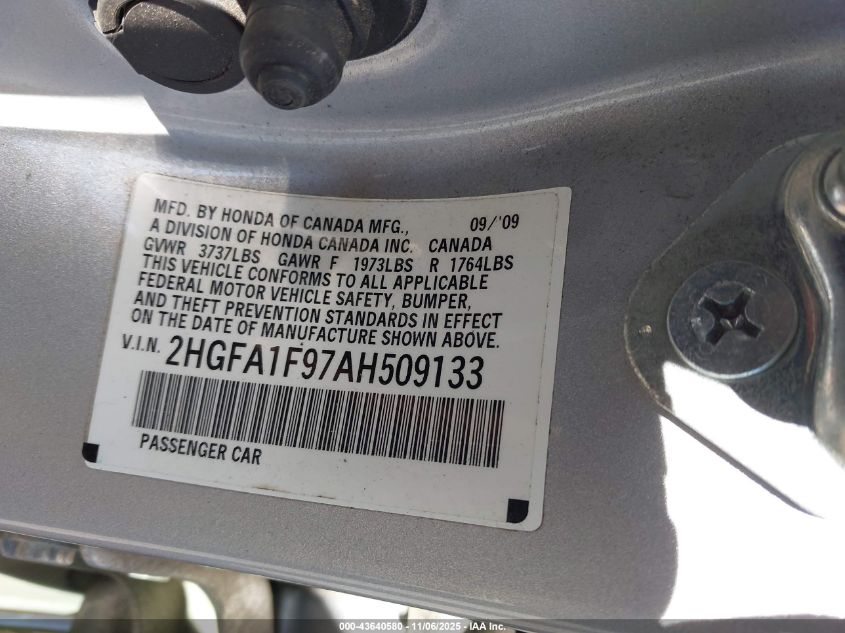 MFD. BY HONDA OF CANADA MFG., 09/'09
A DIVISION OF HONDA CANADA INC. CANADA
GVWR 3737LBS GAWR F 1973LBS R 1764LBS
THIS VEHICLE CONFORMS TO ALL APPLICABLE
FEDERAL MOTOR VEHICLE SAFETY, BUMPER,
AND THEFT PREVENTION STANDARDS IN EFFECT
ON THE DATE OF MANUFACTURE SHOWN ABOVE.
V.I.N. 2HGFA1F97AH509133
PASSENGER CAR
000-43640580 - 11/06/2025 - IAA Inc.